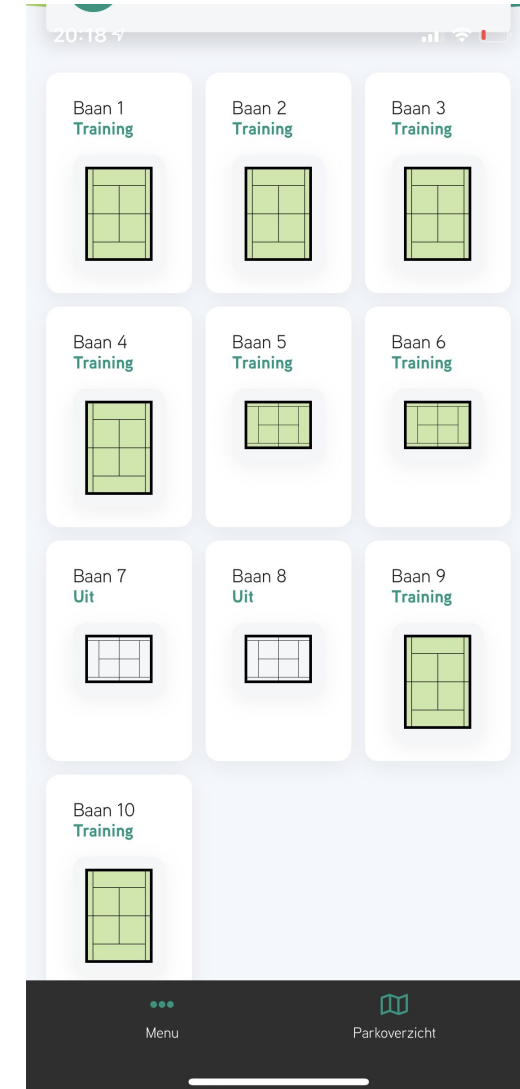 20:18
Baan 1
Training
Baan 2
Training
Baan 3
Training
Baan 4
Training
Baan 5
Training
Baan 6
Training
Baan 7
Uit
Baan 8
Uit
Baan 9
Training
Baan 10
Training
Menu
Parkoverzicht